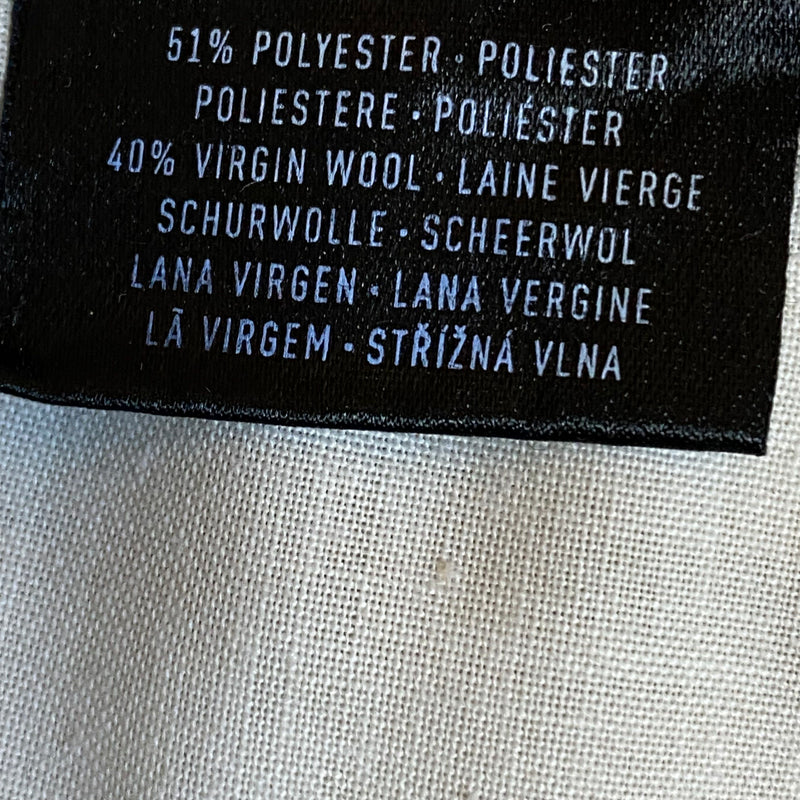 51% POLYESTER · POLIESTER
POLIESTERE · POLIÉSTER
40% VIRGIN WOOL · LAINE VIERGE
SCHURWOLLE · SCHEERWOL
LANA VIRGEN · LANA VERGINE
LÃ VIRGEM · STŘÍŽNÁ VLNA